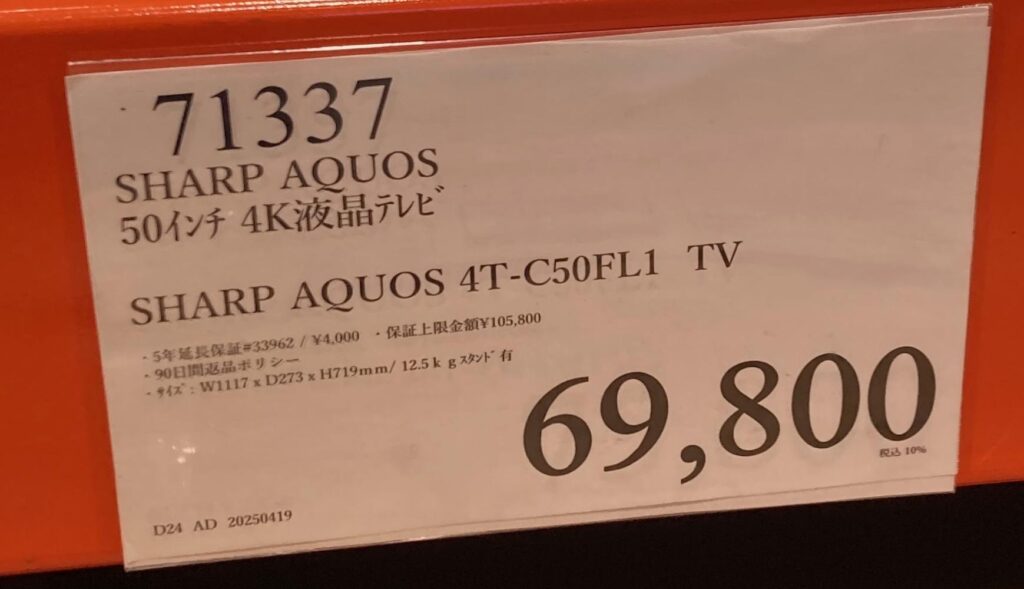 71337
SHARP AQUOS
50インチ 4K液晶テレビ
SHARP AQUOS 4T-C50FL1 TV
・5年延長保証#33962 / ¥4,000 ・保証上限金額¥105,800
・90日間返品ポリシー
・サイズ: W1117 x D273 x H719mm/ 12.5ｋｇスタンド有
69,800
税込 10%
D24 AD 20250419